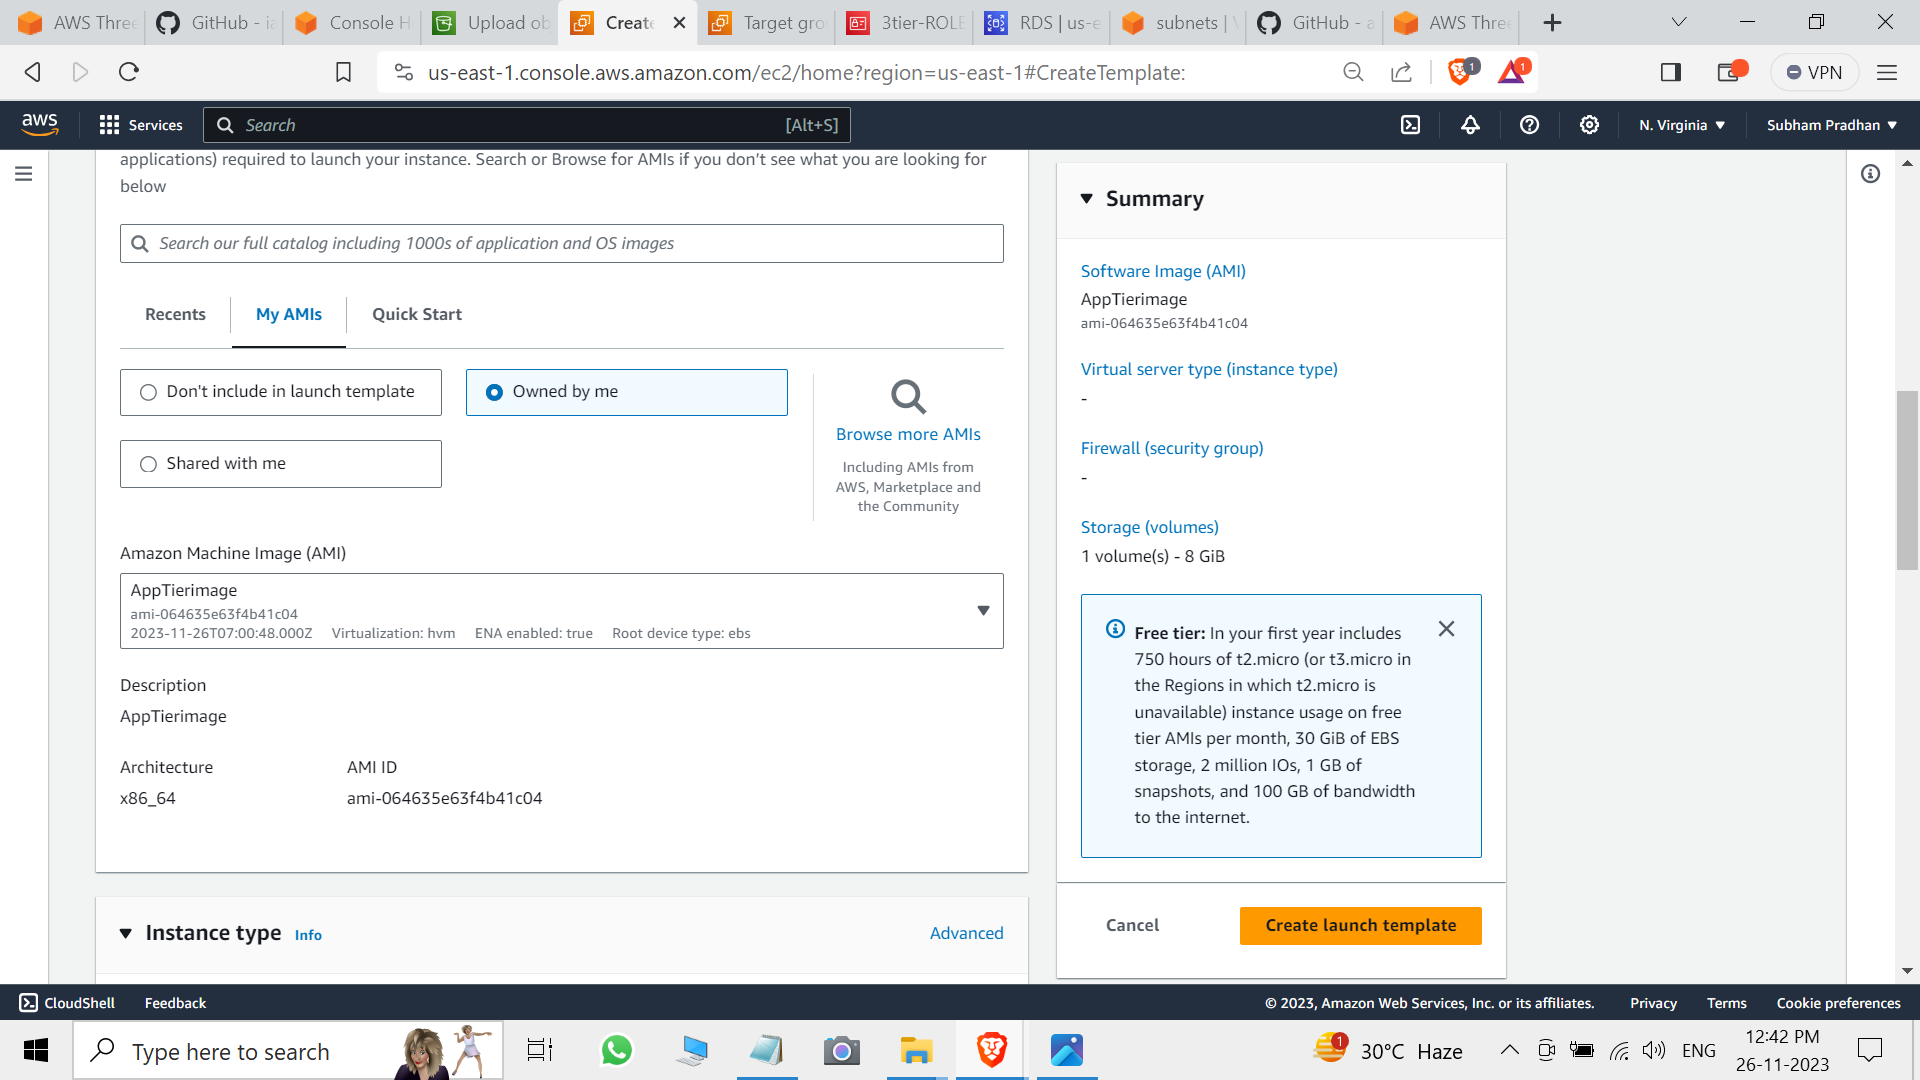 AWS Three
GitHub - ia
Console H
Upload ob
Create
Target gro
3tier-ROLE
RDS | us-e
subnets | V
GitHub - a
AWS Three
us-east-1.console.aws.amazon.com/ec2/home?region=us-east-1#CreateTemplate:
1
1
VPN
aws
Services
Search
[Alt+S]
N. Virginia
Subham Pradhan
applications) required to launch your instance. Search or Browse for AMIs if you don't see what you are looking for
below
Search our full catalog including 1000s of application and OS images
Recents
My AMIs
Quick Start
Don't include in launch template
Owned by me
Shared with me
Browse more AMIs
Including AMIs from
AWS, Marketplace and
the Community
Amazon Machine Image (AMI)
AppTierimage
ami-064635e63f4b41c04
2023-11-26T07:00:48.000Z Virtualization: hvm ENA enabled: true Root device type: ebs
Description
AppTierimage
Architecture
AMI ID
x86_64
ami-064635e63f4b41c04
Instance type
Info
Advanced
Summary
Software Image (AMI)
AppTierimage
ami-064635e63f4b41c04
Virtual server type (instance type)
-
Firewall (security group)
-
Storage (volumes)
1 volume(s) - 8 GiB
Free tier: In your first year includes
750 hours of t2.micro (or t3.micro in
the Regions in which t2.micro is
unavailable) instance usage on free
tier AMIs per month, 30 GiB of EBS
storage, 2 million IOs, 1 GB of
snapshots, and 100 GB of bandwidth
to the internet.
Cancel
Create launch template
CloudShell
Feedback
© 2023, Amazon Web Services, Inc. or its affiliates.
Privacy
Terms
Cookie preferences
Type here to search
1
30°C Haze
ENG
12:42 PM
26-11-2023